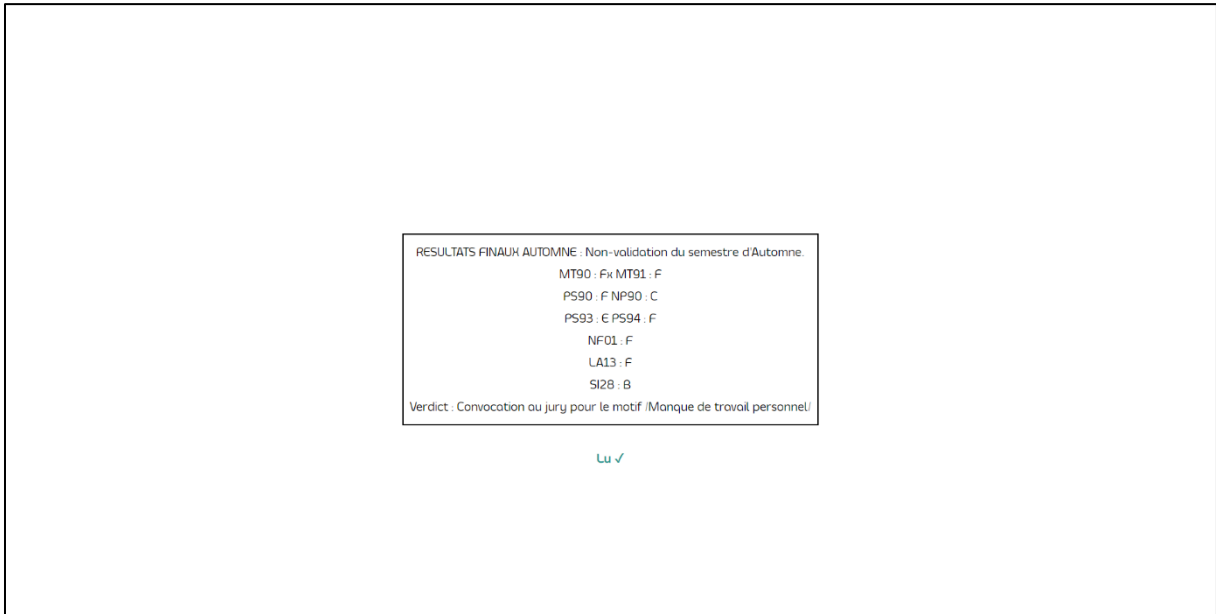 RESULTATS FINAUX AUTOMNE : Non-validation du semestre d'Automne.
MT90 : Fx MT91 : F
PS90 : F NP90 : C
PS93 : E PS94 : F
NF01 : F
LA13 : F
SI28 : B
Verdict : Convocation au jury pour le motif /Manque de travail personnel/
Lu ✓